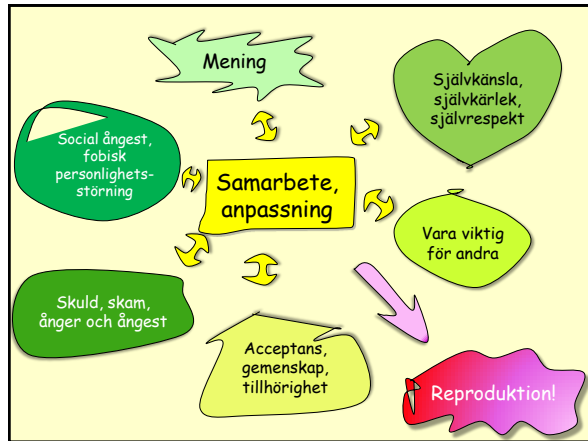 Mening
Självkänsla,
självkärlek,
självrespekt
Social ångest,
fobisk
personlighets-
störning
Samarbete,
anpassning
Vara viktig
för andra
Skuld, skam,
ånger och ångest
Acceptans,
gemenskap,
tillhörighet
Reproduktion!